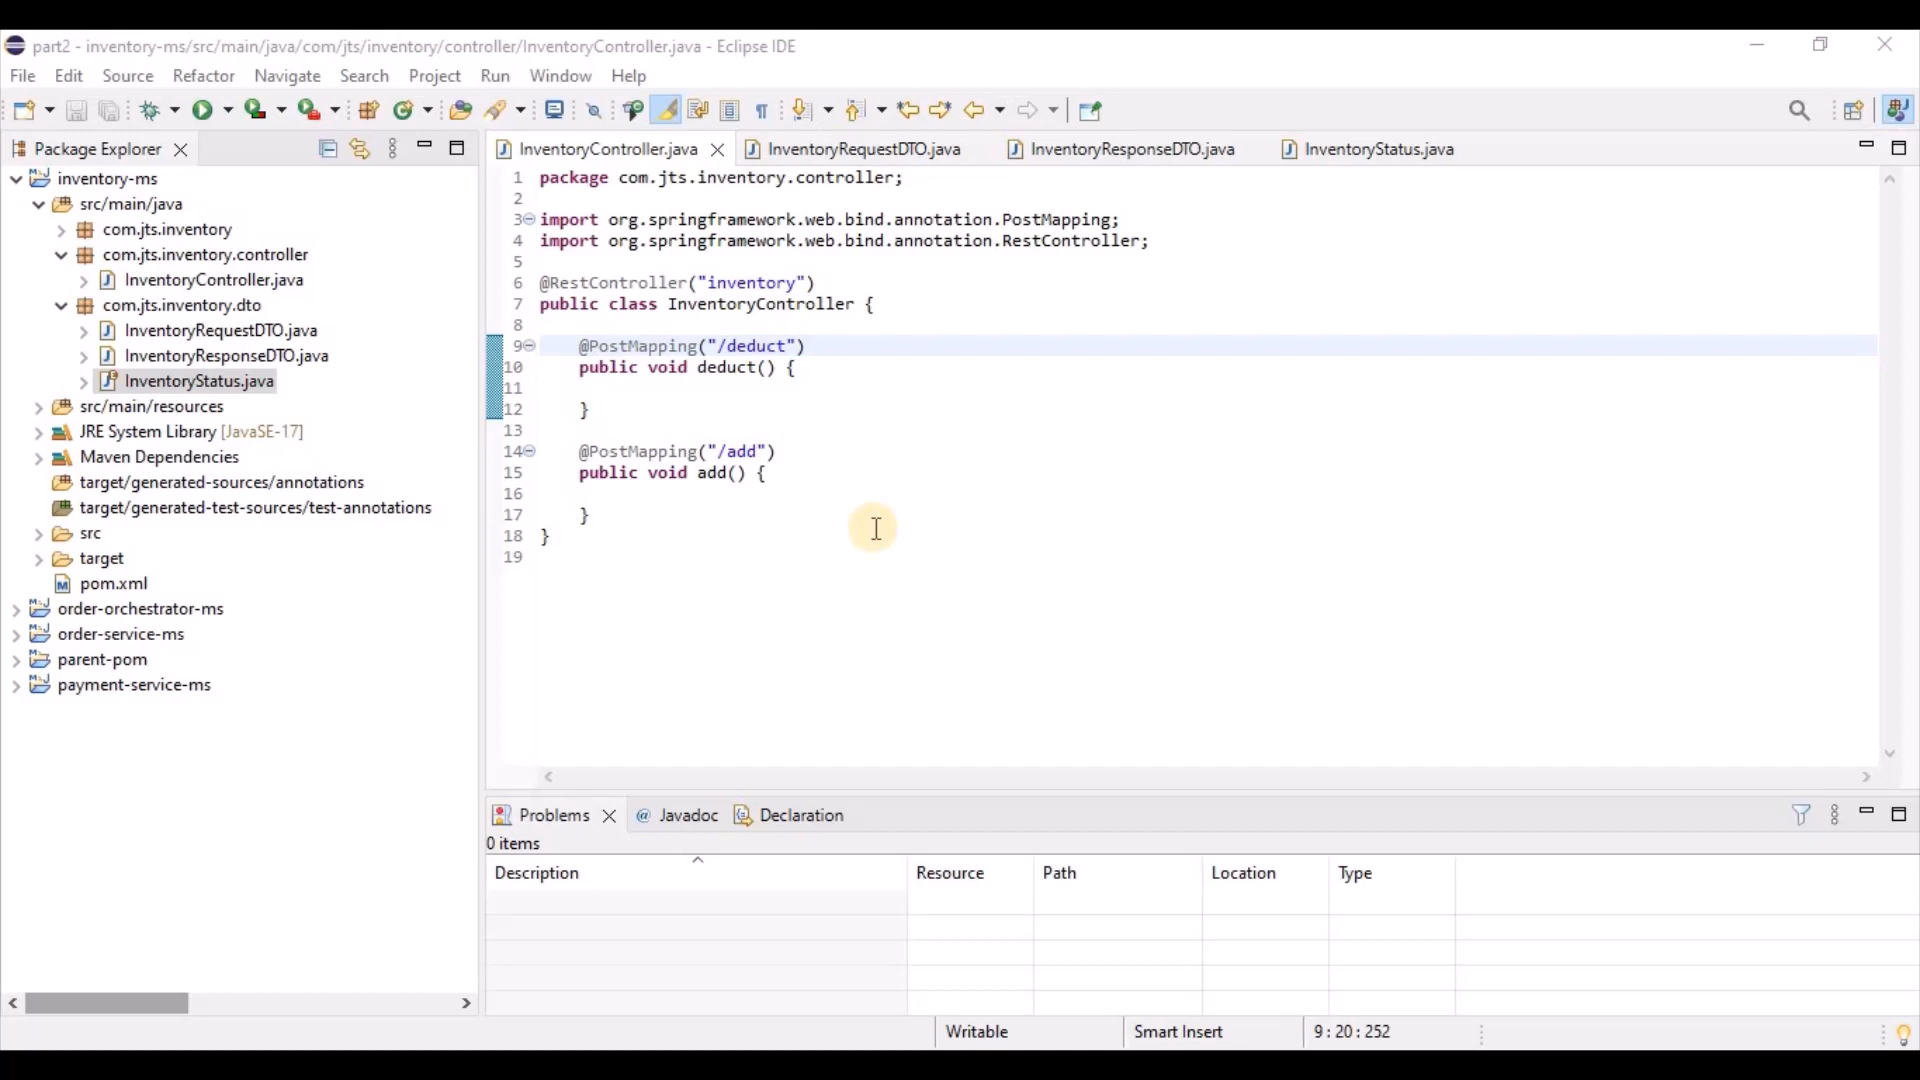 part2 - inventory-ms/src/main/java/com/jts/inventory/controller/InventoryController.java - Eclipse IDE
File Edit Source Refactor Navigate Search Project Run Window Help
Package Explorer
inventory-ms
src/main/java
com.jts.inventory
com.jts.inventory.controller
InventoryController.java
com.jts.inventory.dto
InventoryRequestDTO.java
InventoryResponseDTO.java
InventoryStatus.java
src/main/resources
JRE System Library [JavaSE-17]
Maven Dependencies
target/generated-sources/annotations
target/generated-test-sources/test-annotations
src
target
pom.xml
order-orchestrator-ms
order-service-ms
parent-pom
payment-service-ms
InventoryController.java InventoryRequestDTO.java InventoryResponseDTO.java InventoryStatus.java
1 package com.jts.inventory.controller;
2
3 import org.springframework.web.bind.annotation.PostMapping;
4 import org.springframework.web.bind.annotation.RestController;
5
6 @RestController("inventory")
7 public class InventoryController {
8
9 @PostMapping("/deduct")
10 public void deduct() {
11
12 }
13
14 @PostMapping("/add")
15 public void add() {
16
17 }
18 }
19
Problems @ Javadoc Declaration
0 items
Description Resource Path Location Type
Writable Smart Insert 9 : 20 : 252